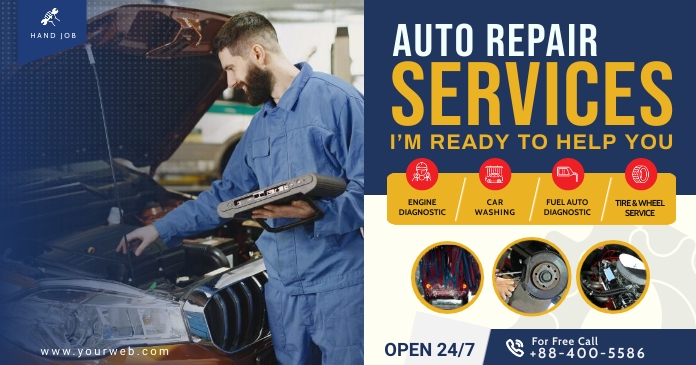 HAND JOB
AUTO REPAIR
SERVICES
I'M READY TO HELP YOU
ENGINE
DIAGNOSTIC
CAR
WASHING
FUEL AUTO
DIAGNOSTIC
TIRE & WHEEL
SERVICE
www.yourweb.com
OPEN 24/7
For Free Call
+88-400-5586